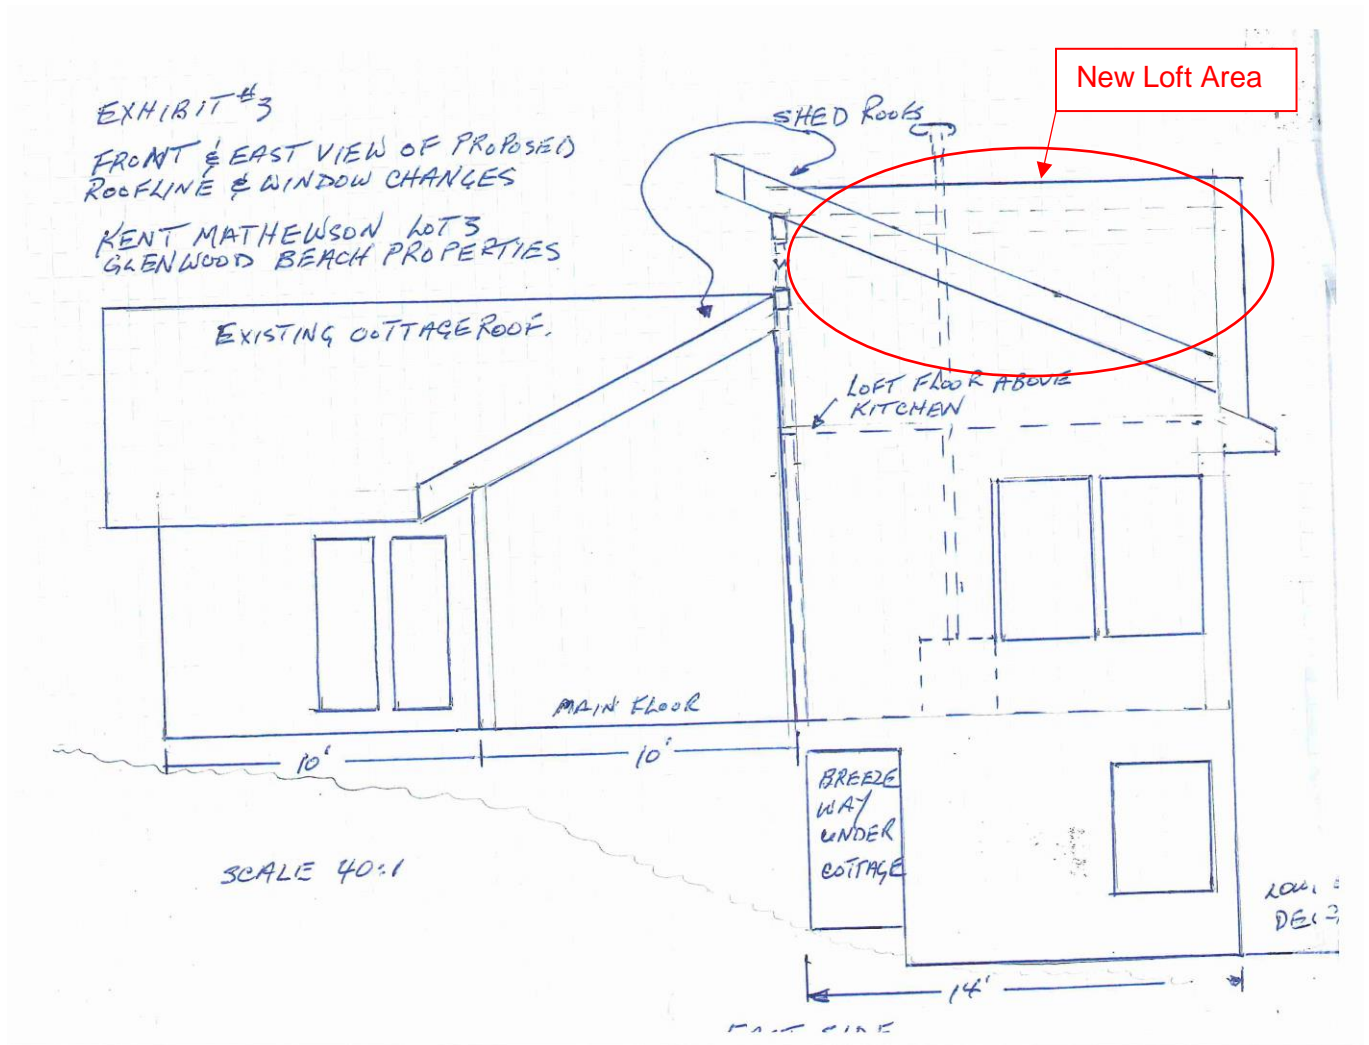 New Loft Area
EXHIBIT #3
FRONT & EAST VIEW OF PROPOSED
ROOFLINE & WINDOW CHANGES
KENT MATHEWSON LOT 3
GLENWOOD BEACH PROPERTIES
SHED ROOFS
EXISTING COTTAGE ROOF.
LOFT FLOOR ABOVE
KITCHEN
MAIN FLOOR
10'
10'
BREEZE
WAY
UNDER
COTTAGE
SCALE 40:1
14'
EAST SIDE